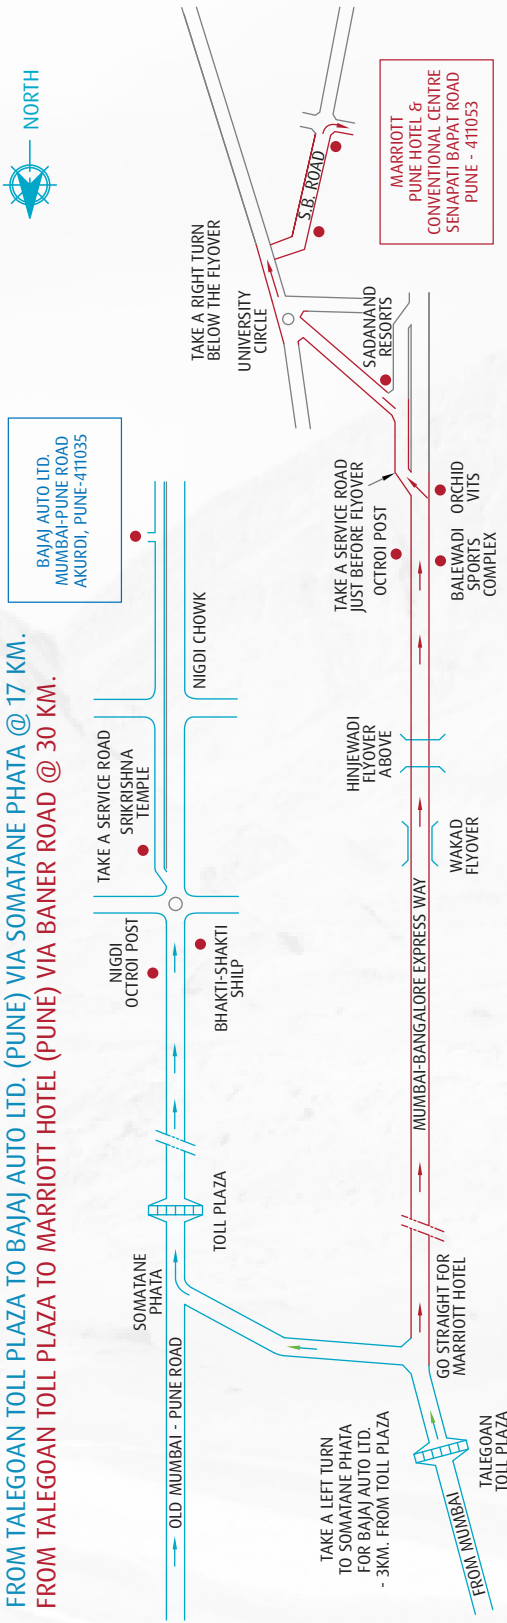 FROM TALEGOAN TOLL PLAZA TO BAJAJ AUTO LTD. (PUNE) VIA SOMATANE PHATA @ 17 KM.
FROM TALEGOAN TOLL PLAZA TO MARRIOTT HOTEL (PUNE) VIA BANER ROAD @ 30 KM.
NORTH
BAJAJ AUTO LTD.
MUMBAI-PUNE ROAD
AKURDI, PUNE-411035
OLD MUMBAI - PUNE ROAD
SOMATANE
PHATA
TOLL PLAZA
NIGDI
OCTROI POST
BHAKTI-SHAKTI
SHILP
TAKE A SERVICE ROAD
SRIKRISHNA
TEMPLE
NIGDI CHOWK
TAKE A RIGHT TURN
BELOW THE FLYOVER
UNIVERSITY
CIRCLE
S.B. ROAD
MARRIOTT
PUNE HOTEL &
CONVENTIONAL CENTRE
SENAPATI BAPAT ROAD
PUNE - 411053
TAKE A LEFT TURN
TO SOMATANE PHATA
FOR BAJAJ AUTO LTD.
- 3KM. FROM TOLL PLAZA
FROM MUMBAI
TALEGOAN
TOLL PLAZA
GO STRAIGHT FOR
MARRIOTT HOTEL
MUMBAI-BANGALORE EXPRESS WAY
WAKAD
FLYOVER
HINJEWADI
FLYOVER
ABOVE
TAKE A SERVICE ROAD
JUST BEFORE FLYOVER
OCTROI POST
BALEWADI
SPORTS
COMPLEX
ORCHID
VITS
SADANAND
RESORTS